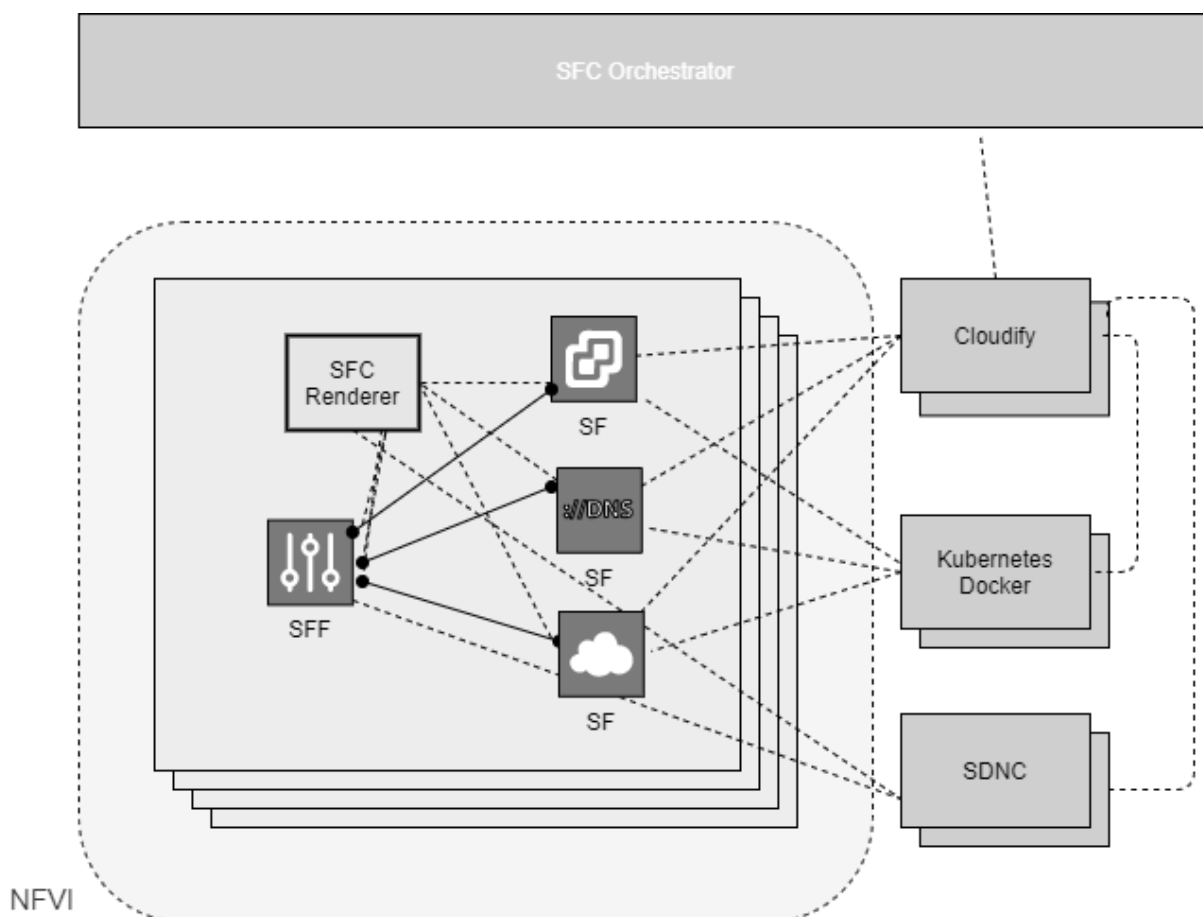 SFC Orchestrator
SFC
Renderer
SF
Cloudify
://DNS
SF
SFF
Kubernetes
Docker
SF
SDNC
NFVI